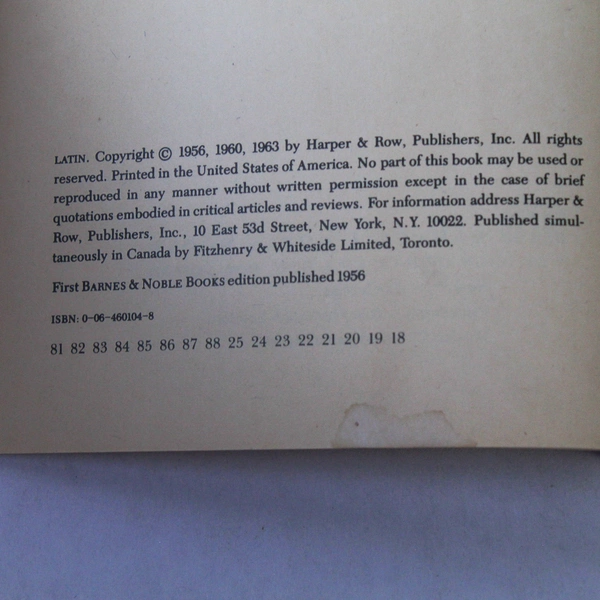 LATIN. Copyright © 1956, 1960, 1963 by Harper & Row, Publishers, Inc. All rights
reserved. Printed in the United States of America. No part of this book may be used or
reproduced in any manner without written permission except in the case of brief
quotations embodied in critical articles and reviews. For information address Harper &
Row, Publishers, Inc., 10 East 53d Street, New York, N.Y. 10022. Published simul-
taneously in Canada by Fitzhenry & Whiteside Limited, Toronto.
First BARNES & NOBLE BOOKS edition published 1956
ISBN: 0-06-460104-8
81 82 83 84 85 86 87 88 25 24 23 22 21 20 19 18